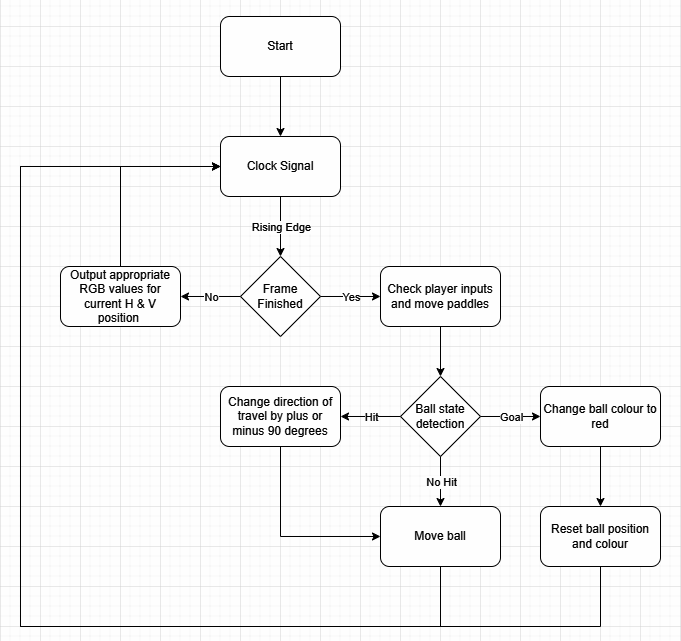 Start
Clock Signal
Rising Edge
Output appropriate
RGB values for
current H & V
position
No
Frame
Finished
Yes
Check player inputs
and move paddles
Change direction of
travel by plus or
minus 90 degrees
Hit
Ball state
detection
Goal
Change ball colour to
red
No Hit
Move ball
Reset ball position
and colour